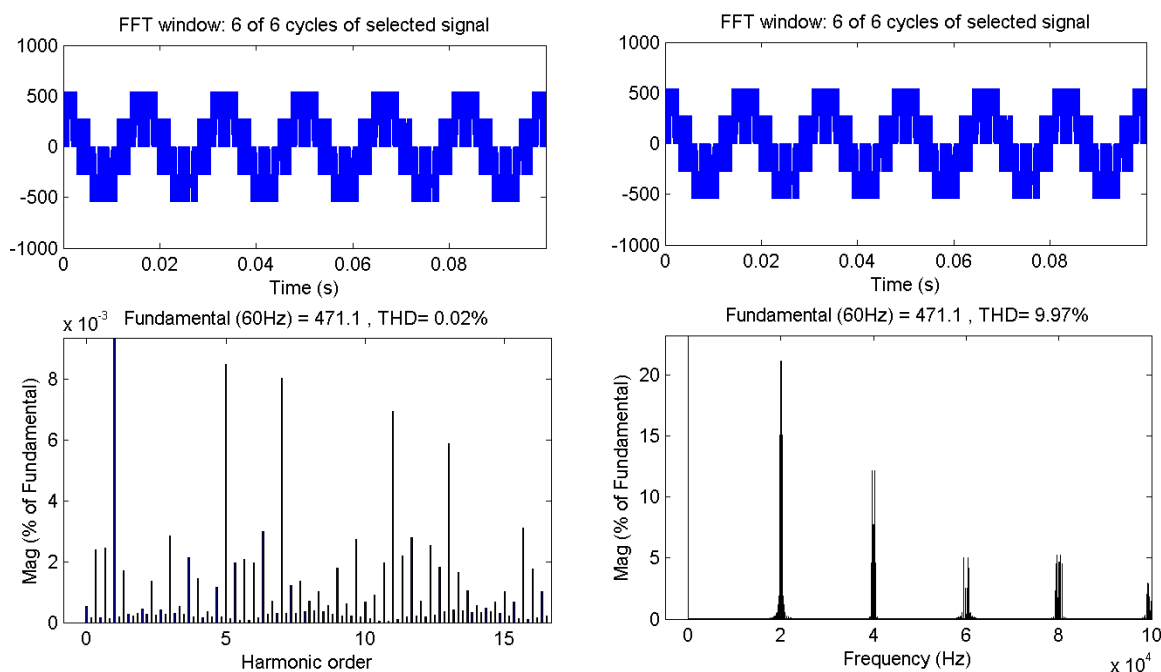 FFT window: 6 of 6 cycles of selected signal
1000
500
0
-500
-1000
0 0.02 0.04 0.06 0.08
Time (s)
FFT window: 6 of 6 cycles of selected signal
1000
500
0
-500
-1000
0 0.02 0.04 0.06 0.08
Time (s)
x 10⁻³
Fundamental (60Hz) = 471.1 , THD= 0.02%
Mag (% of Fundamental)
8
6
4
2
0
0 5 10 15
Harmonic order
Fundamental (60Hz) = 471.1 , THD= 9.97%
Mag (% of Fundamental)
20
15
10
5
0
0 2 4 6 8 10
Frequency (Hz)
x 10⁴